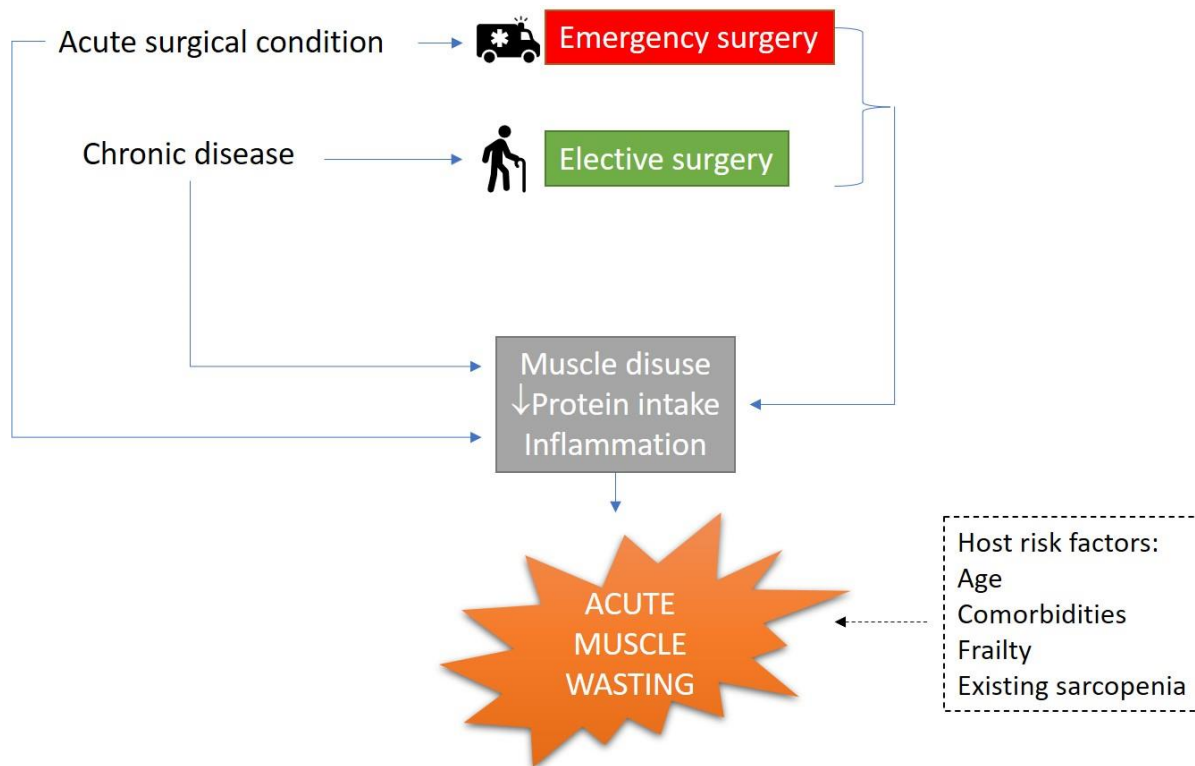 Acute surgical condition
Emergency surgery
Chronic disease
Elective surgery
Muscle disuse
↓Protein intake
Inflammation
ACUTE
MUSCLE
WASTING
Host risk factors:
Age
Comorbidities
Frailty
Existing sarcopenia